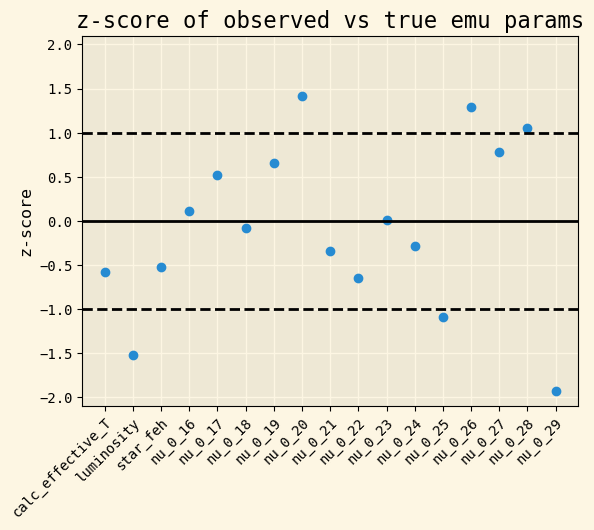 z-score of observed vs true emu params
z-score
2.0
1.5
1.0
0.5
0.0
−0.5
−1.0
−1.5
−2.0
calc_effective_T
luminosity
star_feh
nu_0_16
nu_0_17
nu_0_18
nu_0_19
nu_0_20
nu_0_21
nu_0_22
nu_0_23
nu_0_24
nu_0_25
nu_0_26
nu_0_27
nu_0_28
nu_0_29